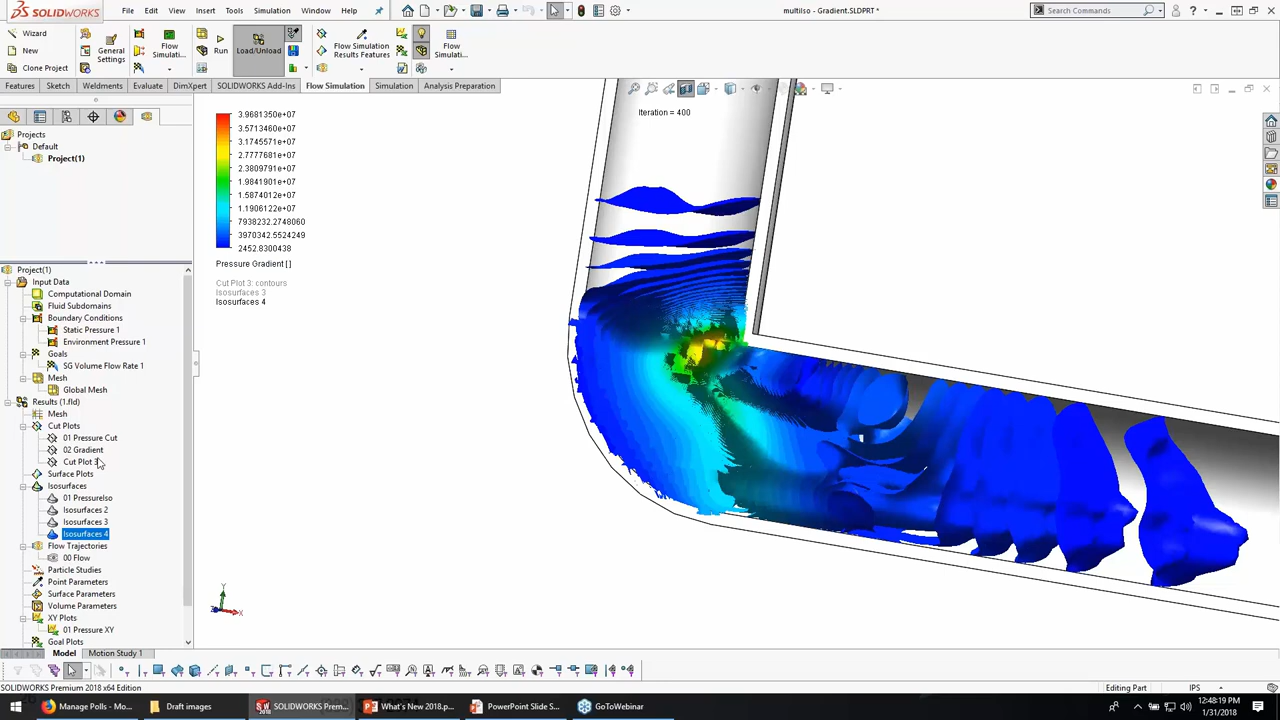 SOLIDWORKS File Edit View Insert Tools Simulation Window Help multiIso - Gradient.SLDPRT * Search Commands
Wizard
New
Clone Project
General Settings
Flow Simulati...
Run
Load/Unload
Flow Simulation Results Features
Flow Simulati...
Features Sketch Weldments Evaluate DimXpert SOLIDWORKS Add-Ins Flow Simulation Simulation Analysis Preparation
Projects
Default
Project(1)
Project(1)
Input Data
Computational Domain
Fluid Subdomains
Boundary Conditions
Static Pressure 1
Environment Pressure 1
Goals
SG Volume Flow Rate 1
Mesh
Global Mesh
Results (1.fld)
Mesh
Cut Plots
01 Pressure Cut
02 Gradient
Cut Plot 3
Surface Plots
Isosurfaces
01 PressureIso
Isosurfaces 2
Isosurfaces 3
Isosurfaces 4
Flow Trajectories
00 Flow
Particle Studies
Point Parameters
Surface Parameters
Volume Parameters
XY Plots
01 Pressure XY
Goal Plots
Iteration = 400
3.9681350e+07
3.5713460e+07
3.1745571e+07
2.7777681e+07
2.3809791e+07
1.9841901e+07
1.5874012e+07
1.1906122e+07
7938232.2748060
3970342.5524249
2452.8300438
Pressure Gradient [ ]
Cut Plot 3: contours
Isosurfaces 3
Isosurfaces 4
Y
Z X
Model Motion Study 1
SOLIDWORKS Premium 2018 x64 Edition Editing Part IPS
Manage Polls - Mo... Draft images SOLIDWORKS Prem... What's New 2018.p... PowerPoint Slide S... GoToWebinar
12:48:19 PM
1/31/2018